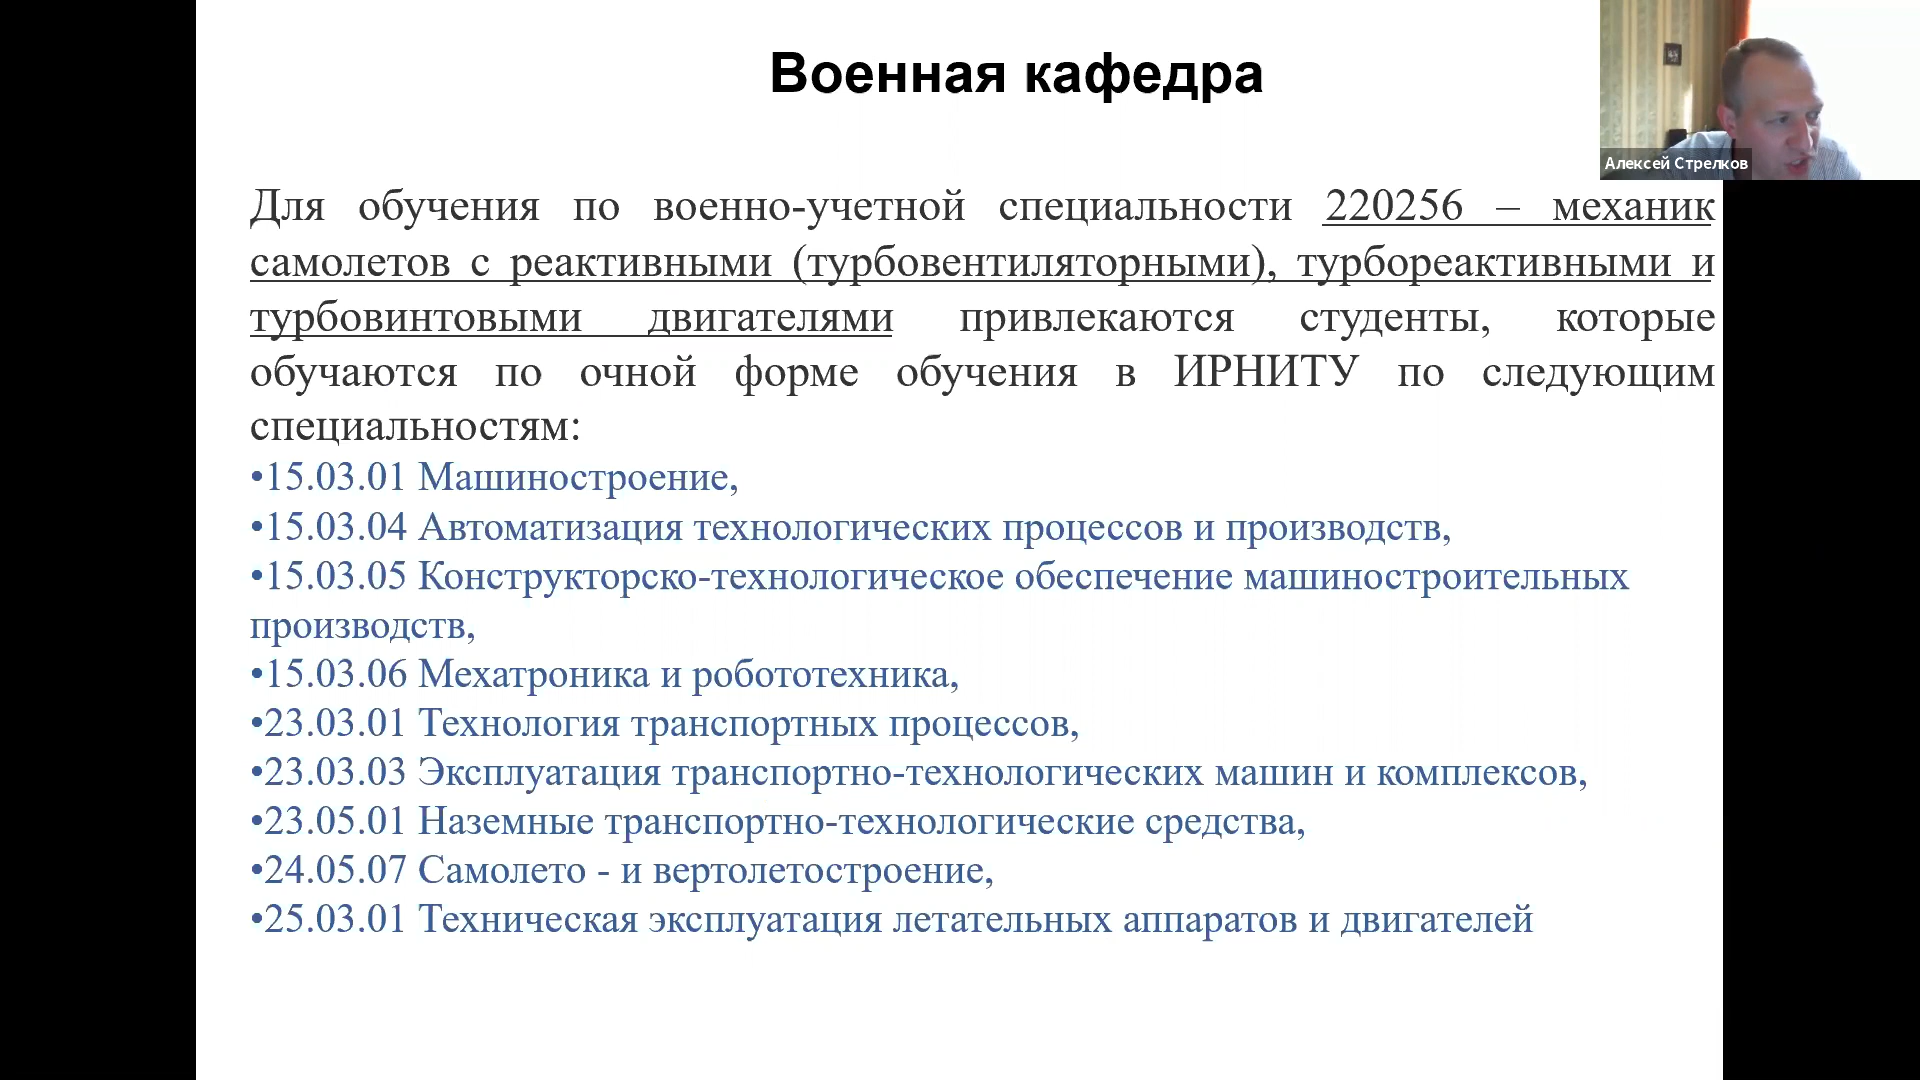 Военная кафедра
Алексей Стрелков
Для обучения по военно-учетной специальности 220256 – механик
самолетов с реактивными (турбовентиляторными), турбореактивными и
турбовинтовыми двигателями привлекаются студенты, которые
обучаются по очной форме обучения в ИРНИТУ по следующим
специальностям:
•15.03.01 Машиностроение,
•15.03.04 Автоматизация технологических процессов и производств,
•15.03.05 Конструкторско-технологическое обеспечение машиностроительных
производств,
•15.03.06 Мехатроника и робототехника,
•23.03.01 Технология транспортных процессов,
•23.03.03 Эксплуатация транспортно-технологических машин и комплексов,
•23.05.01 Наземные транспортно-технологические средства,
•24.05.07 Самолето - и вертолетостроение,
•25.03.01 Техническая эксплуатация летательных аппаратов и двигателей